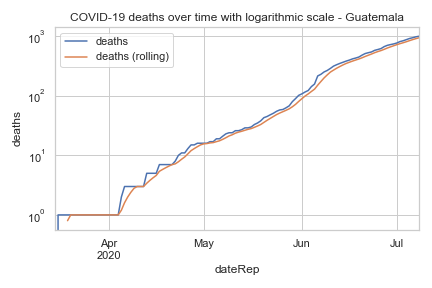 COVID-19 deaths over time with logarithmic scale - Guatemala
deaths
deaths (rolling)
10³
10²
10¹
10⁰
deaths
Apr
2020
May
Jun
Jul
dateRep